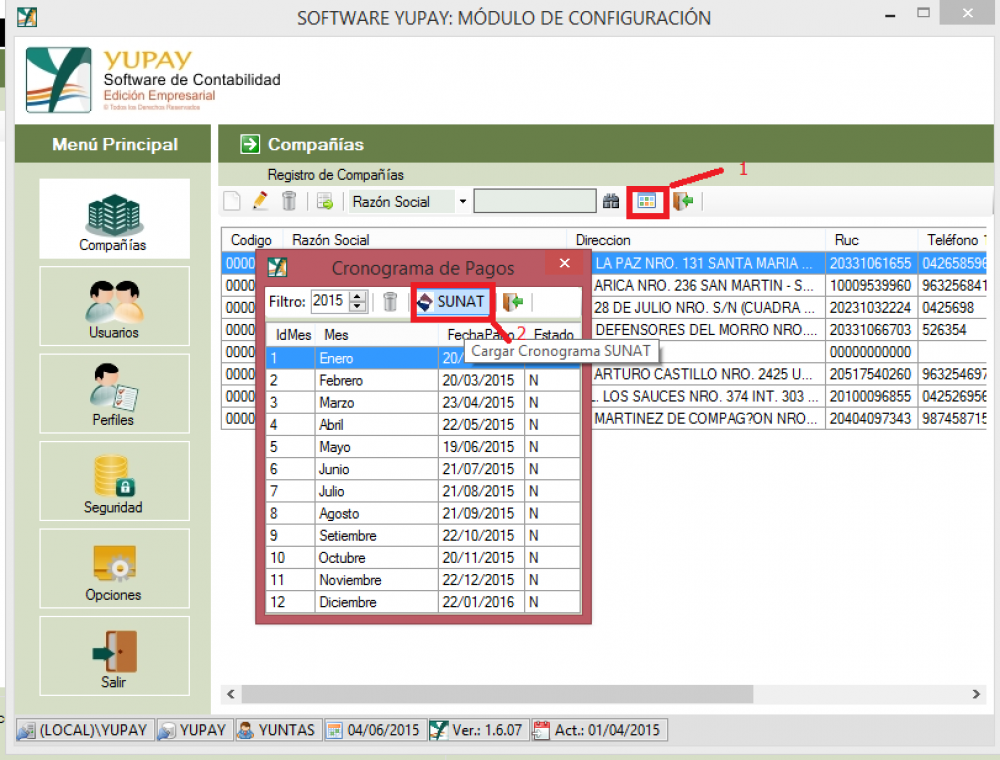 SOFTWARE YUPAY: MÓDULO DE CONFIGURACIÓN
YUPAY
Software de Contabilidad
Edición Empresarial
© Todos los Derechos Reservados
Menú Principal
Compañías
Usuarios
Perfiles
Seguridad
Opciones
Salir
Compañías
Registro de Compañías
Razón Social
1
Codigo Razón Social Direccion Ruc Teléfono
0000 LA PAZ NRO. 131 SANTA MARIA ... 20331061655 042658596
0000 ARICA NRO. 236 SAN MARTIN - S... 10009539960 963256841
0000 28 DE JULIO NRO. S/N (CUADRA ... 20231032224 0425698
0000 DEFENSORES DEL MORRO NRO.... 20331066703 526354
0000 00000000000
0000 ARTURO CASTILLO NRO. 2425 U... 20517540260 963254697
0000 . LOS SAUCES NRO. 374 INT. 303 ... 20100096855 042526956
0000 MARTINEZ DE COMPAG?ON NRO... 20404097343 987458715
Cronograma de Pagos
Filtro: 2015 SUNAT
2
IdMes Mes FechaPago Estado
Cargar Cronograma SUNAT
1 Enero 20/
2 Febrero 20/03/2015 N
3 Marzo 23/04/2015 N
4 Abril 22/05/2015 N
5 Mayo 19/06/2015 N
6 Junio 21/07/2015 N
7 Julio 21/08/2015 N
8 Agosto 21/09/2015 N
9 Setiembre 22/10/2015 N
10 Octubre 20/11/2015 N
11 Noviembre 22/12/2015 N
12 Diciembre 22/01/2016 N
(LOCAL)\YUPAY YUPAY YUNTAS 04/06/2015 Ver.: 1.6.07 Act.: 01/04/2015